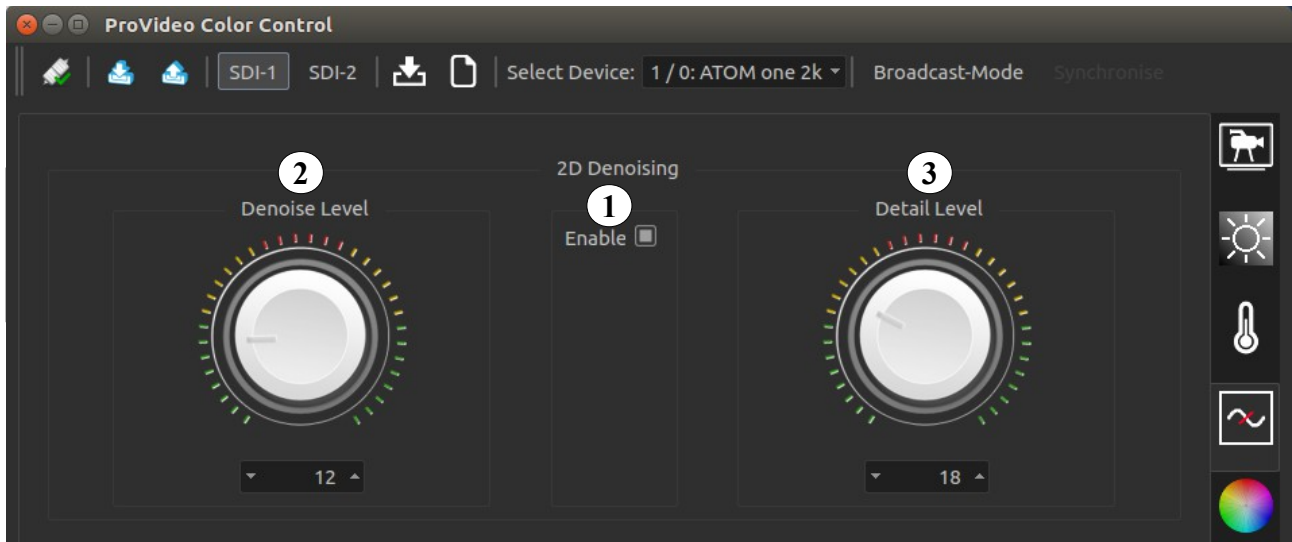 ProVideo Color Control
SDI-1 SDI-2 Select Device: 1 / 0: ATOM one 2k Broadcast-Mode Synchronise
2D Denoising
2 1 3
Denoise Level Detail Level
Enable
12 18